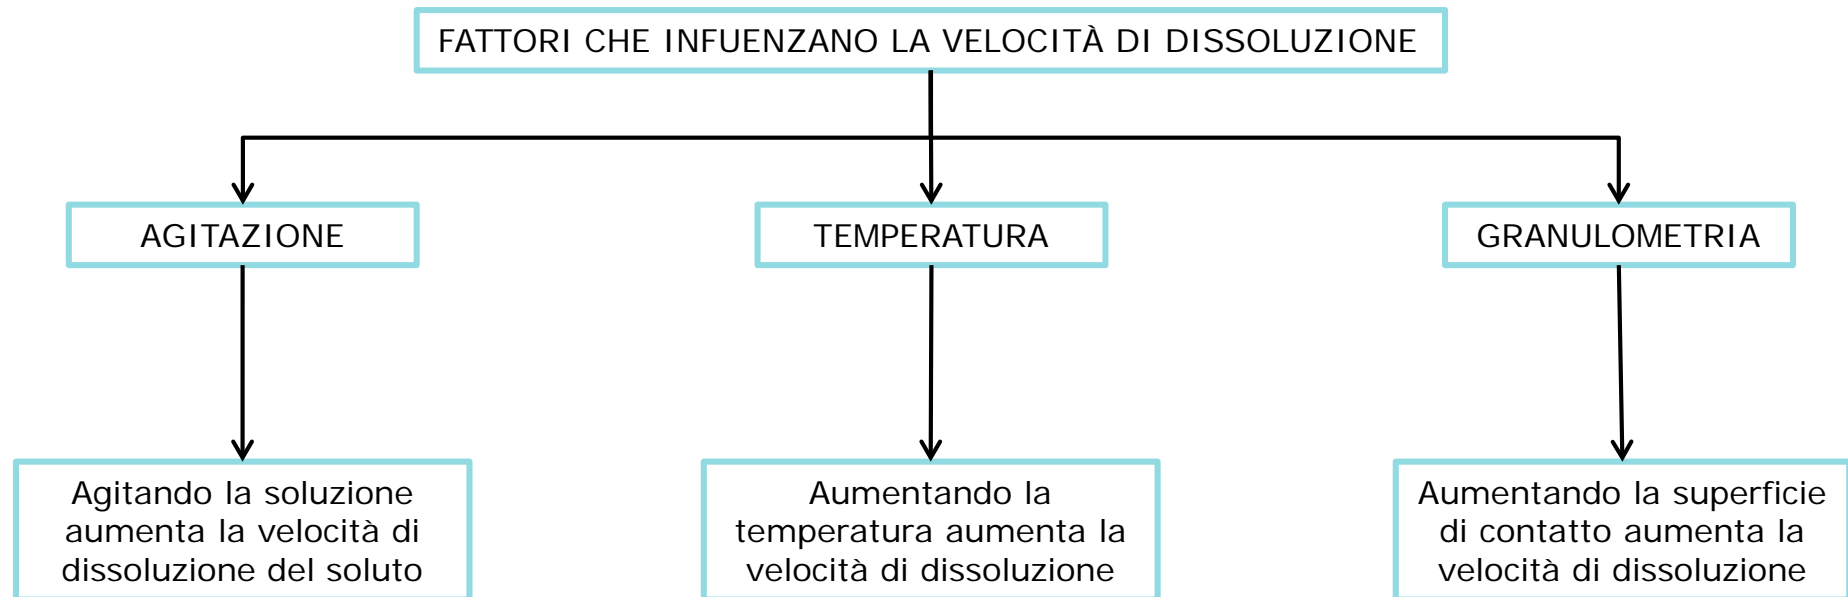 FATTORI CHE INFUENZANO LA VELOCITÀ DI DISSOLUZIONE
AGITAZIONE
TEMPERATURA
GRANULOMETRIA
Agitando la soluzione
aumenta la velocità di
dissoluzione del soluto
Aumentando la
temperatura aumenta la
velocità di dissoluzione
Aumentando la superficie
di contatto aumenta la
velocità di dissoluzione